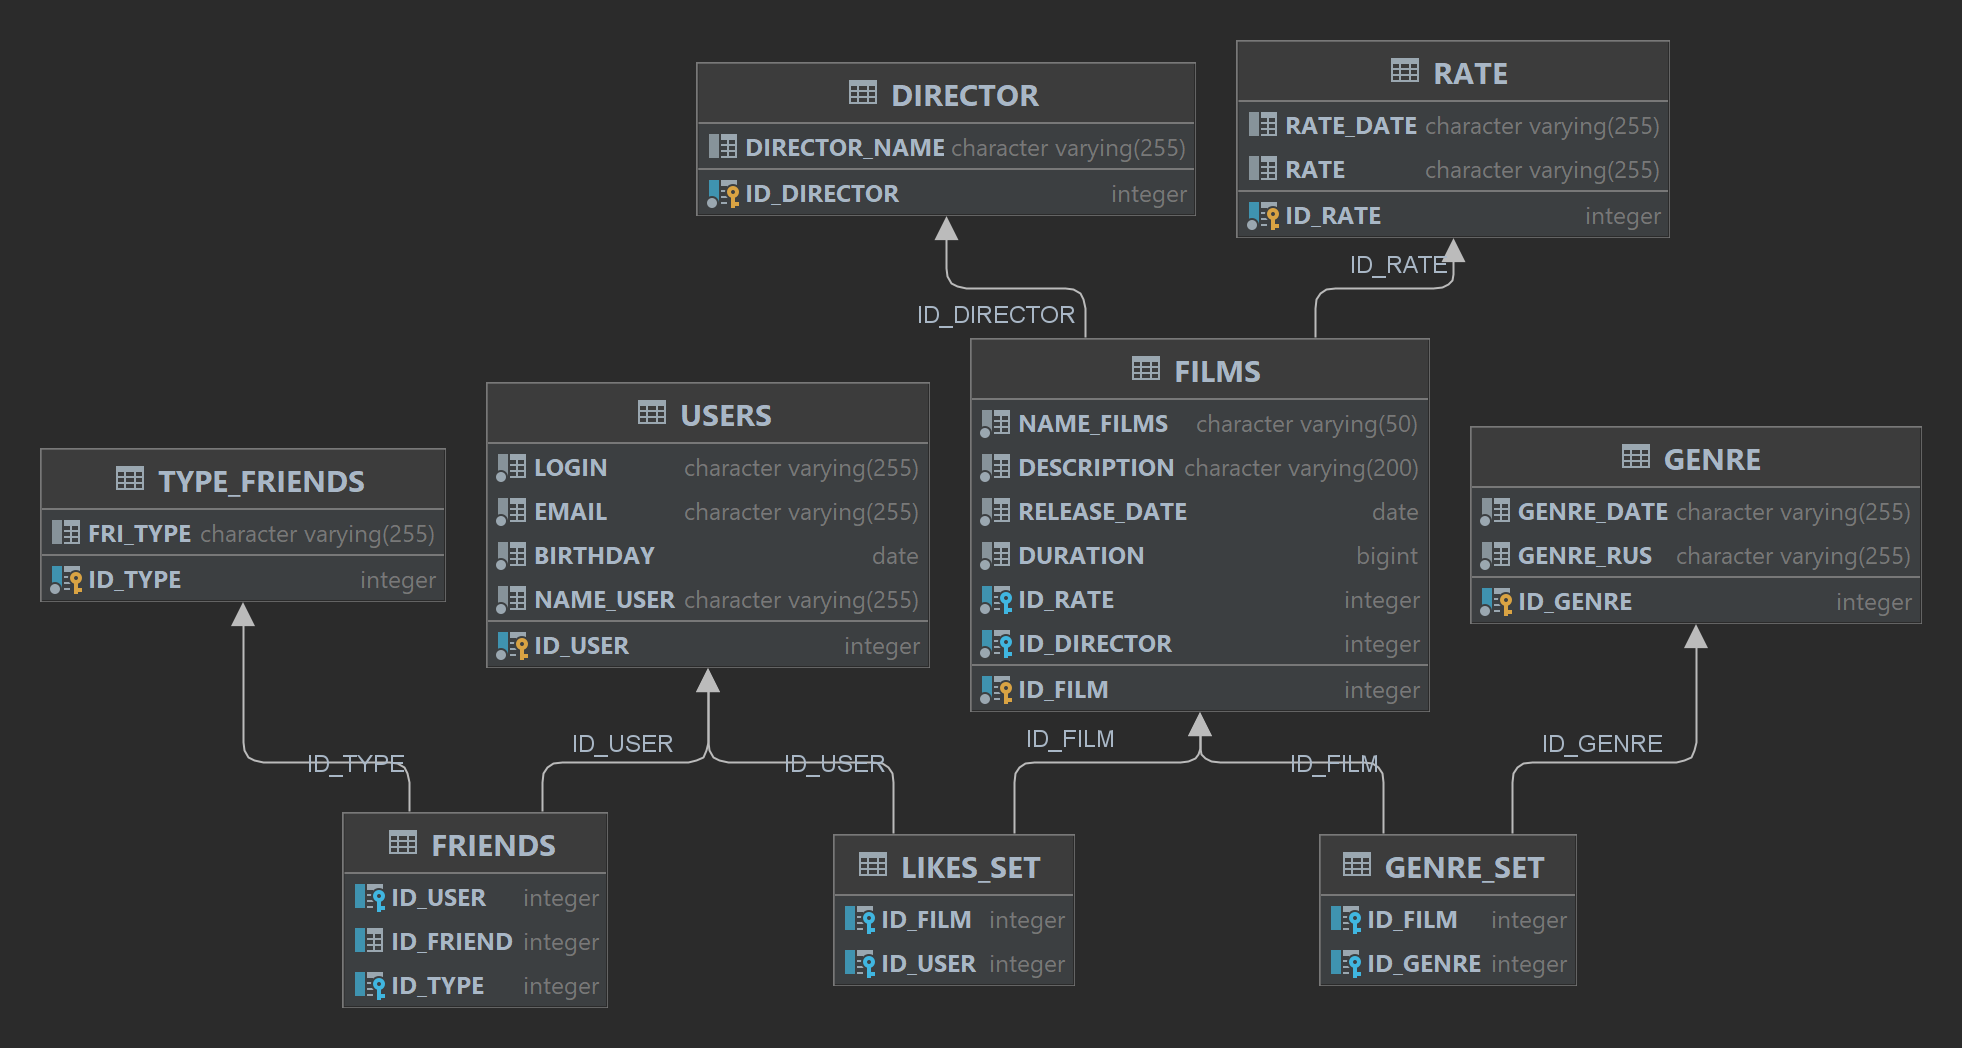 DIRECTOR
DIRECTOR_NAME character varying(255)
ID_DIRECTOR integer
RATE
RATE_DATE character varying(255)
RATE character varying(255)
ID_RATE integer
ID_RATE
ID_DIRECTOR
FILMS
NAME_FILMS character varying(50)
DESCRIPTION character varying(200)
RELEASE_DATE date
DURATION bigint
ID_RATE integer
ID_DIRECTOR integer
ID_FILM integer
USERS
LOGIN character varying(255)
EMAIL character varying(255)
BIRTHDAY date
NAME_USER character varying(255)
ID_USER integer
TYPE_FRIENDS
FRI_TYPE character varying(255)
ID_TYPE integer
GENRE
GENRE_DATE character varying(255)
GENRE_RUS character varying(255)
ID_GENRE integer
ID_TYPE
ID_USER
ID_USER
ID_FILM
ID_FILM
ID_GENRE
FRIENDS
ID_USER integer
ID_FRIEND integer
ID_TYPE integer
LIKES_SET
ID_FILM integer
ID_USER integer
GENRE_SET
ID_FILM integer
ID_GENRE integer